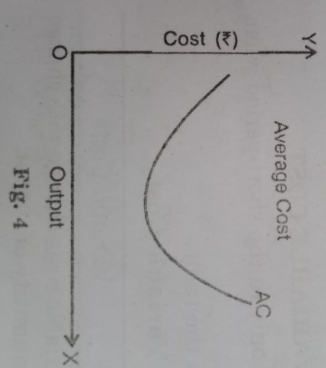 Y
Cost (₹)
Average Cost
AC
O
Output
X
Fig. 4